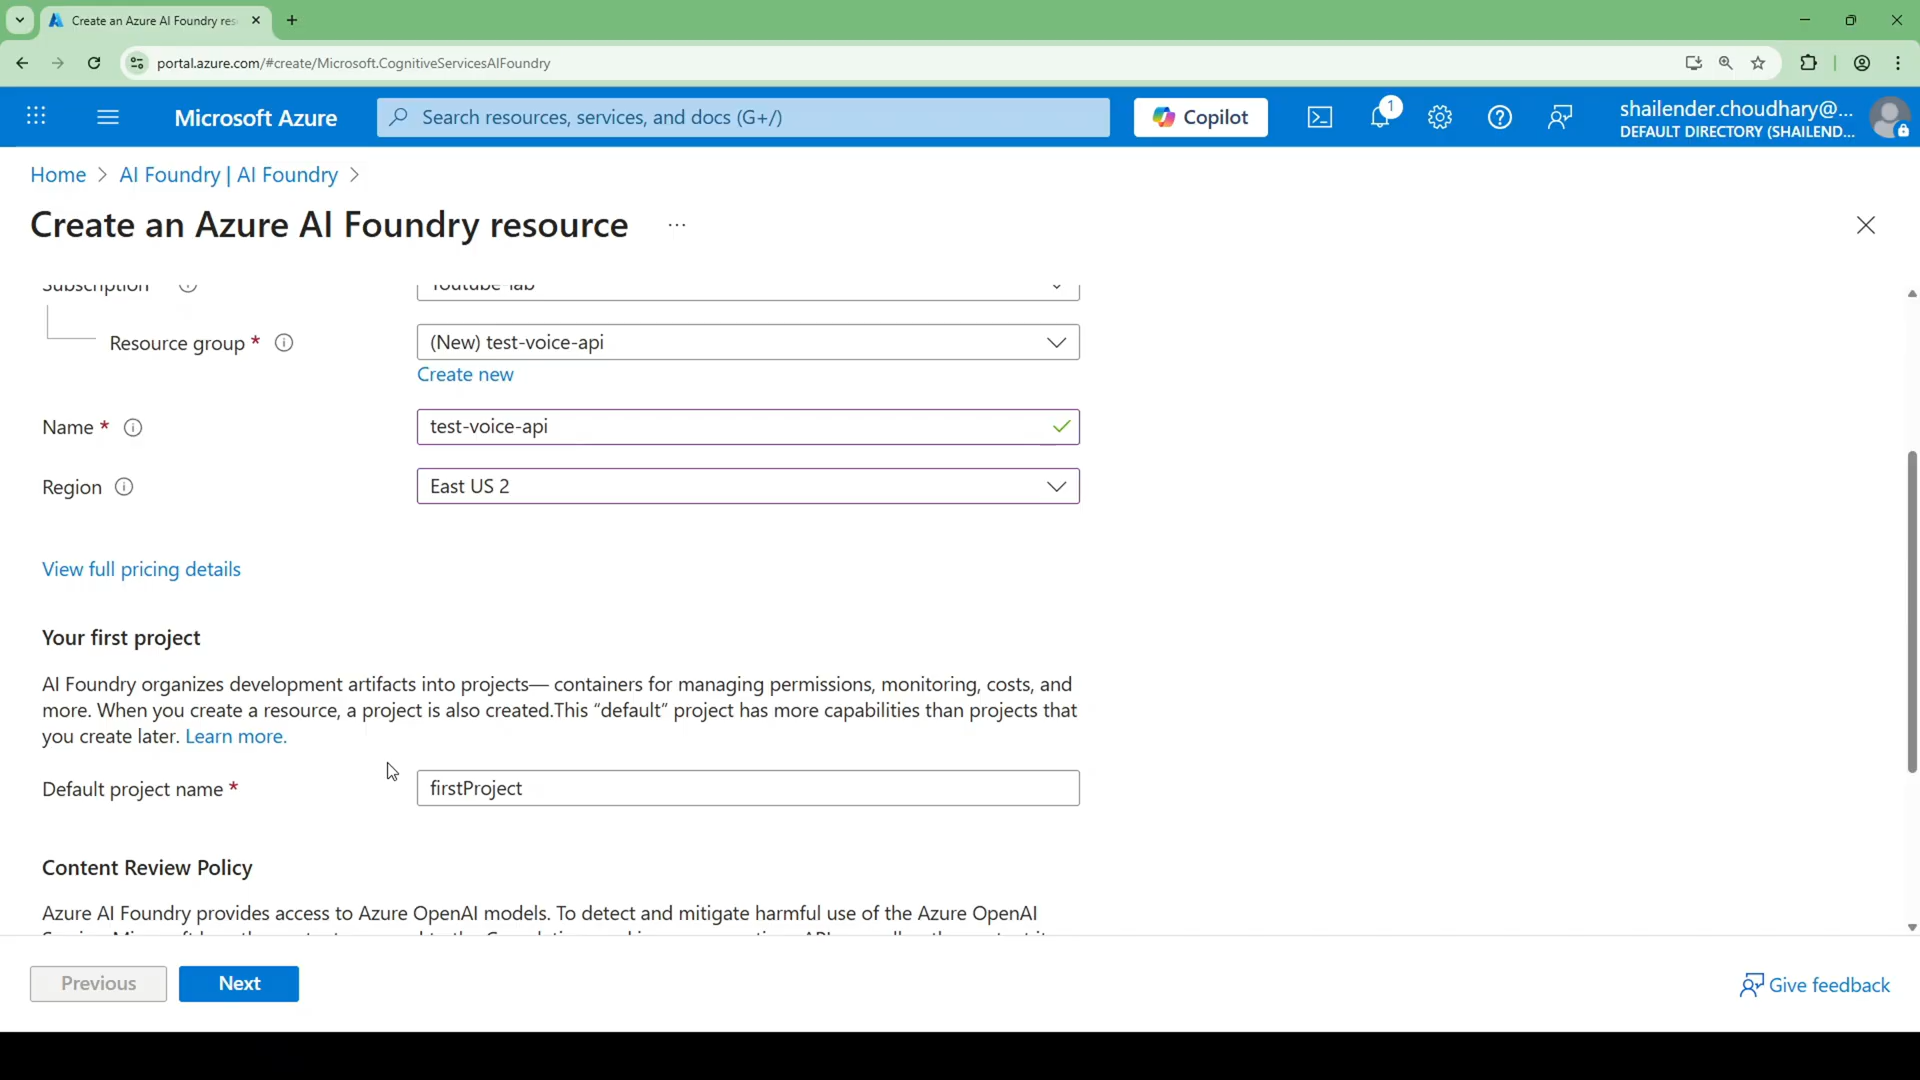 Create an Azure AI Foundry res
portal.azure.com/#create/Microsoft.CognitiveServicesAIFoundry
Microsoft Azure
Search resources, services, and docs (G+/)
Copilot
1
shailender.choudhary@...
DEFAULT DIRECTORY (SHAILEND...
Home > AI Foundry | AI Foundry >
Create an Azure AI Foundry resource ...
Subscription
Youtube-lab
Resource group *
(New) test-voice-api
Create new
Name *
test-voice-api
Region
East US 2
View full pricing details
Your first project
AI Foundry organizes development artifacts into projects— containers for managing permissions, monitoring, costs, and
more. When you create a resource, a project is also created.This “default” project has more capabilities than projects that
you create later. Learn more.
Default project name *
firstProject
Content Review Policy
Azure AI Foundry provides access to Azure OpenAI models. To detect and mitigate harmful use of the Azure OpenAI
Previous
Next
Give feedback